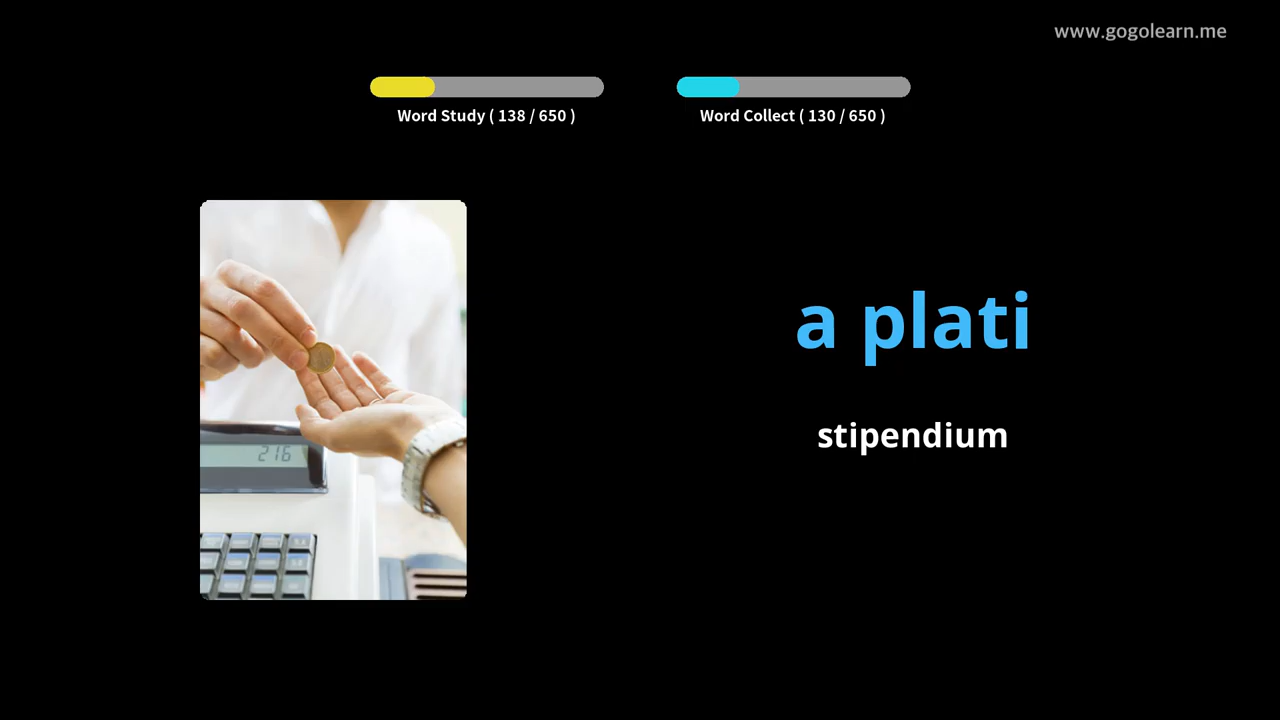 www.gogolearn.me
Word Study ( 138 / 650 )
Word Collect ( 130 / 650 )
216
a plati
stipendium